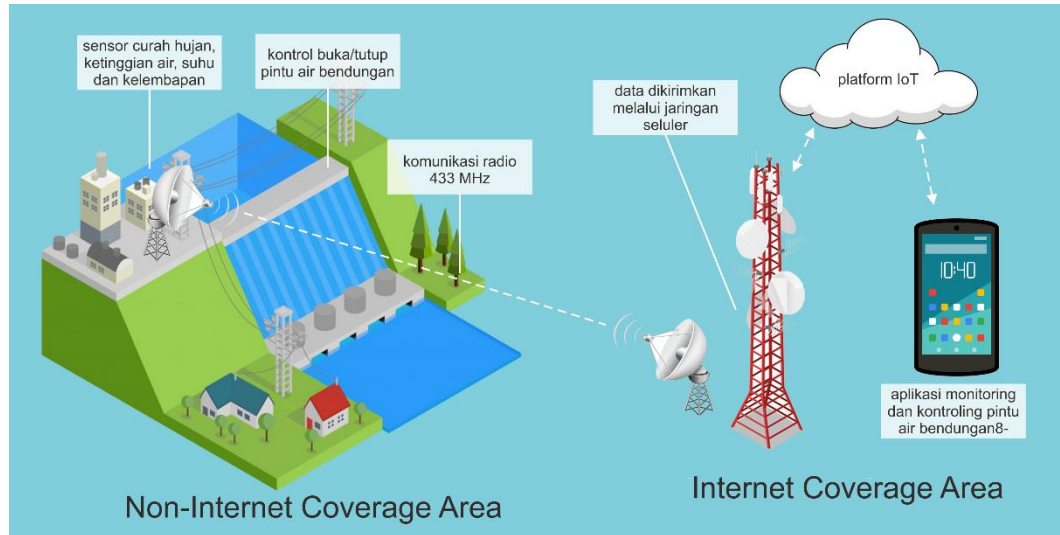 sensor curah hujan,
ketinggian air, suhu
dan kelembapan
kontrol buka/tutup
pintu air bendungan
komunikasi radio
433 MHz
data dikirimkan
melalui jaringan
seluler
platform IoT
10:40
aplikasi monitoring
dan kontroling pintu
air bendungan8-
Non-Internet Coverage Area
Internet Coverage Area